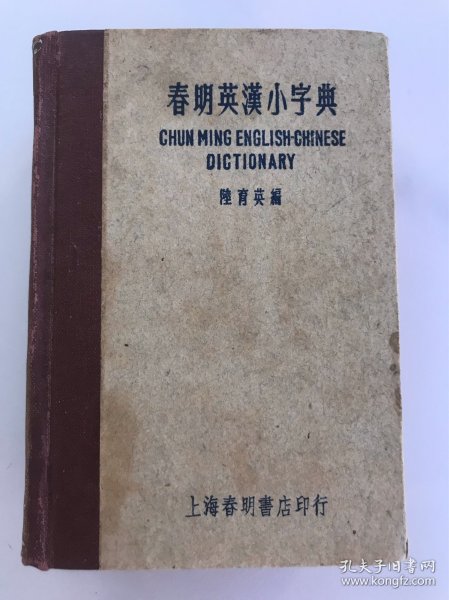 春明英漢小字典
CHUN MING ENGLISH-CHINESE
DICTIONARY
陸育英編
上海春明書店印行
孔夫子旧书网
www.kongfz.com